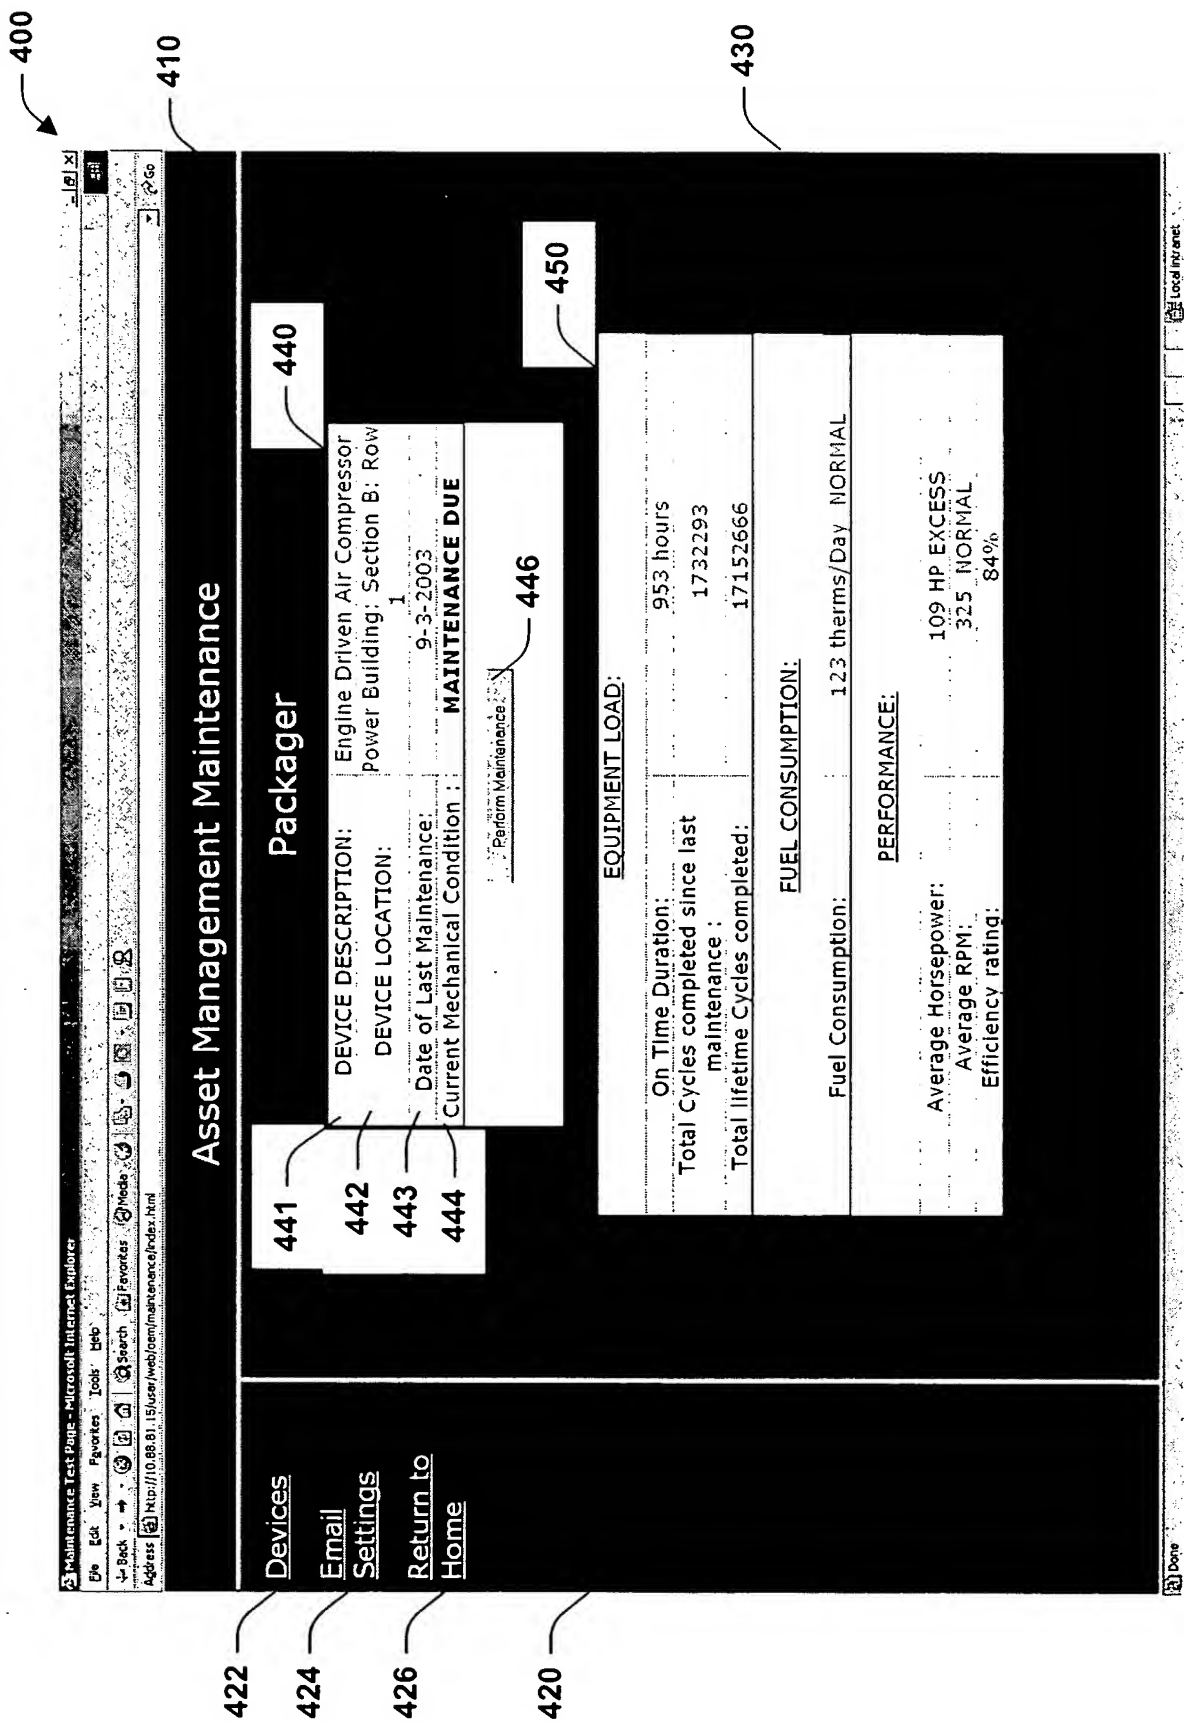 400
Maintenance Test Page - Microsoft Internet Explorer
File Edit View Favorites Tools Help
Back Search Favorites Media
Address http://10.88.81.15/user/web/oem/maintenance/index.html Go
410
Asset Management Maintenance
422
Devices
424
Email
Settings
426
Return to
Home
420
430
Packager
440
441
DEVICE DESCRIPTION: Engine Driven Air Compressor
442
DEVICE LOCATION: Power Building: Section B: Row
1
443
Date of Last Maintenance: 9-3-2003
444
Current Mechanical Condition : MAINTENANCE DUE
Perform Maintenance
446
450
EQUIPMENT LOAD:
On Time Duration: 953 hours
Total Cycles completed since last
maintenance : 1732293
Total lifetime Cycles completed: 17152666
FUEL CONSUMPTION:
Fuel Consumption: 123 therms/Day NORMAL
PERFORMANCE:
Average Horsepower: 109 HP EXCESS
Average RPM: 325 NORMAL
Efficiency rating: 84%
Done Local intranet